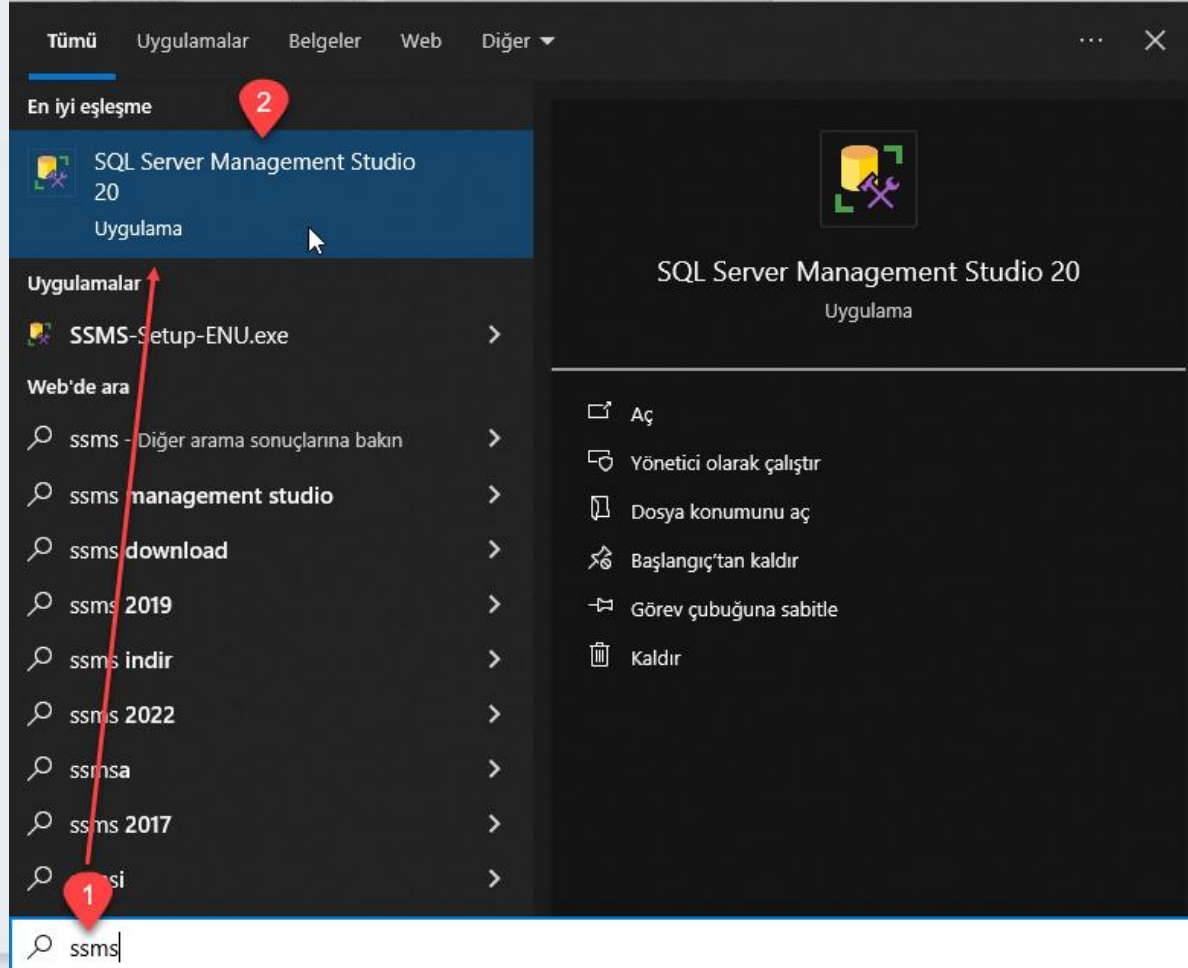 Tümü Uygulamalar Belgeler Web Diğer
En iyi eşleşme
2
SQL Server Management Studio
20
Uygulama
Uygulamalar
SSMS-Setup-ENU.exe
Web'de ara
ssms - Diğer arama sonuçlarına bakın
ssms management studio
ssms download
ssms 2019
ssms indir
ssms 2022
ssmsa
ssms 2017
si
1
ssms
SQL Server Management Studio 20
Uygulama
Aç
Yönetici olarak çalıştır
Dosya konumunu aç
Başlangıç'tan kaldır
Görev çubuğuna sabitle
Kaldır